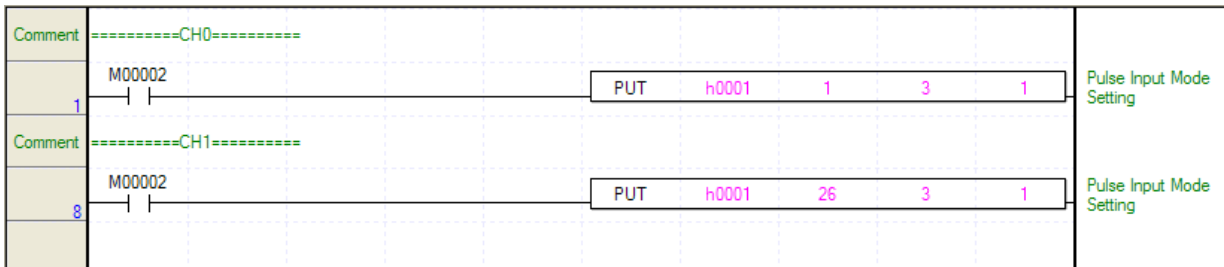 Comment ==========CH0==========
M00002
1 PUT h0001 1 3 1 Pulse Input Mode
Setting
Comment ==========CH1==========
M00002
8 PUT h0001 26 3 1 Pulse Input Mode
Setting